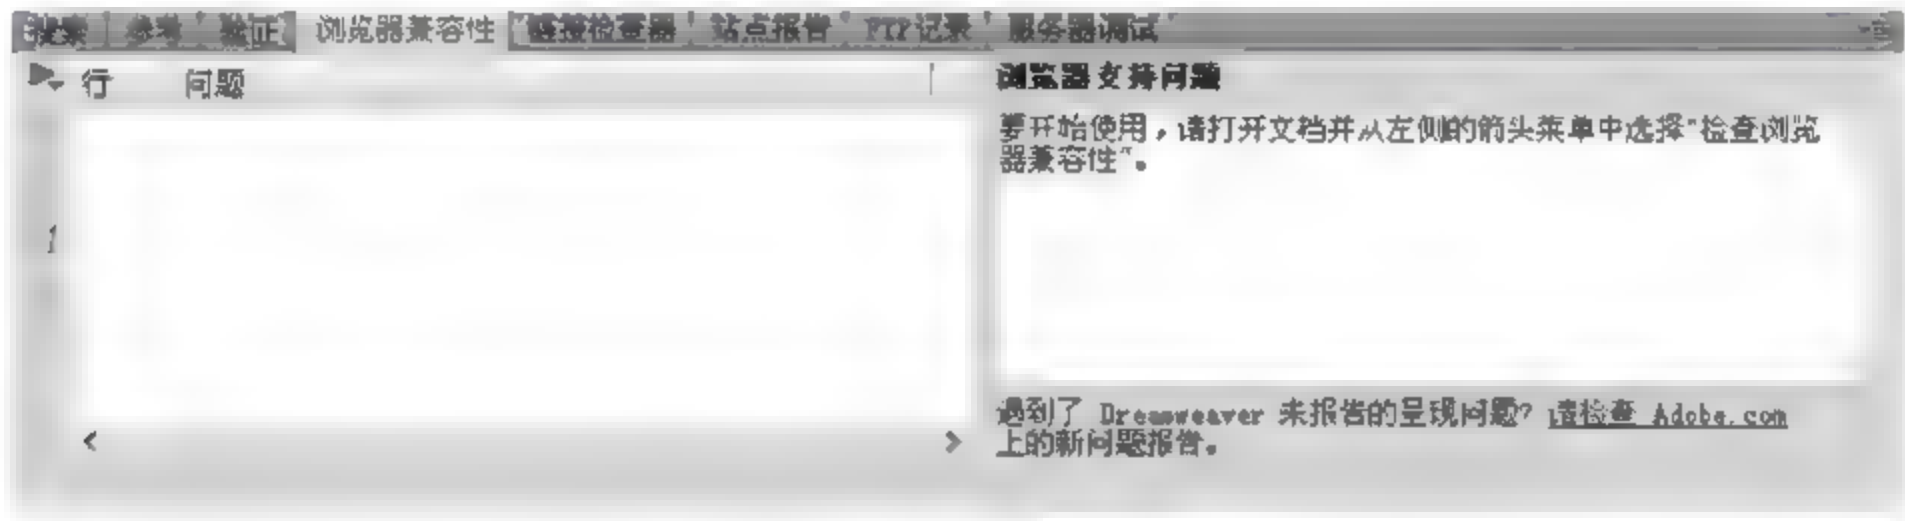 搜索 参考 验证 浏览器兼容性 链接检查器 站点报告 FTP记录 服务器调试
行 问题
浏览器支持问题
要开始使用，请打开文档并从左侧的箭头菜单中选择"检查浏览
器兼容性"。
遇到了 Dreamweaver 未报告的呈现问题? 请检查 Adobe.com
上的新问题报告。